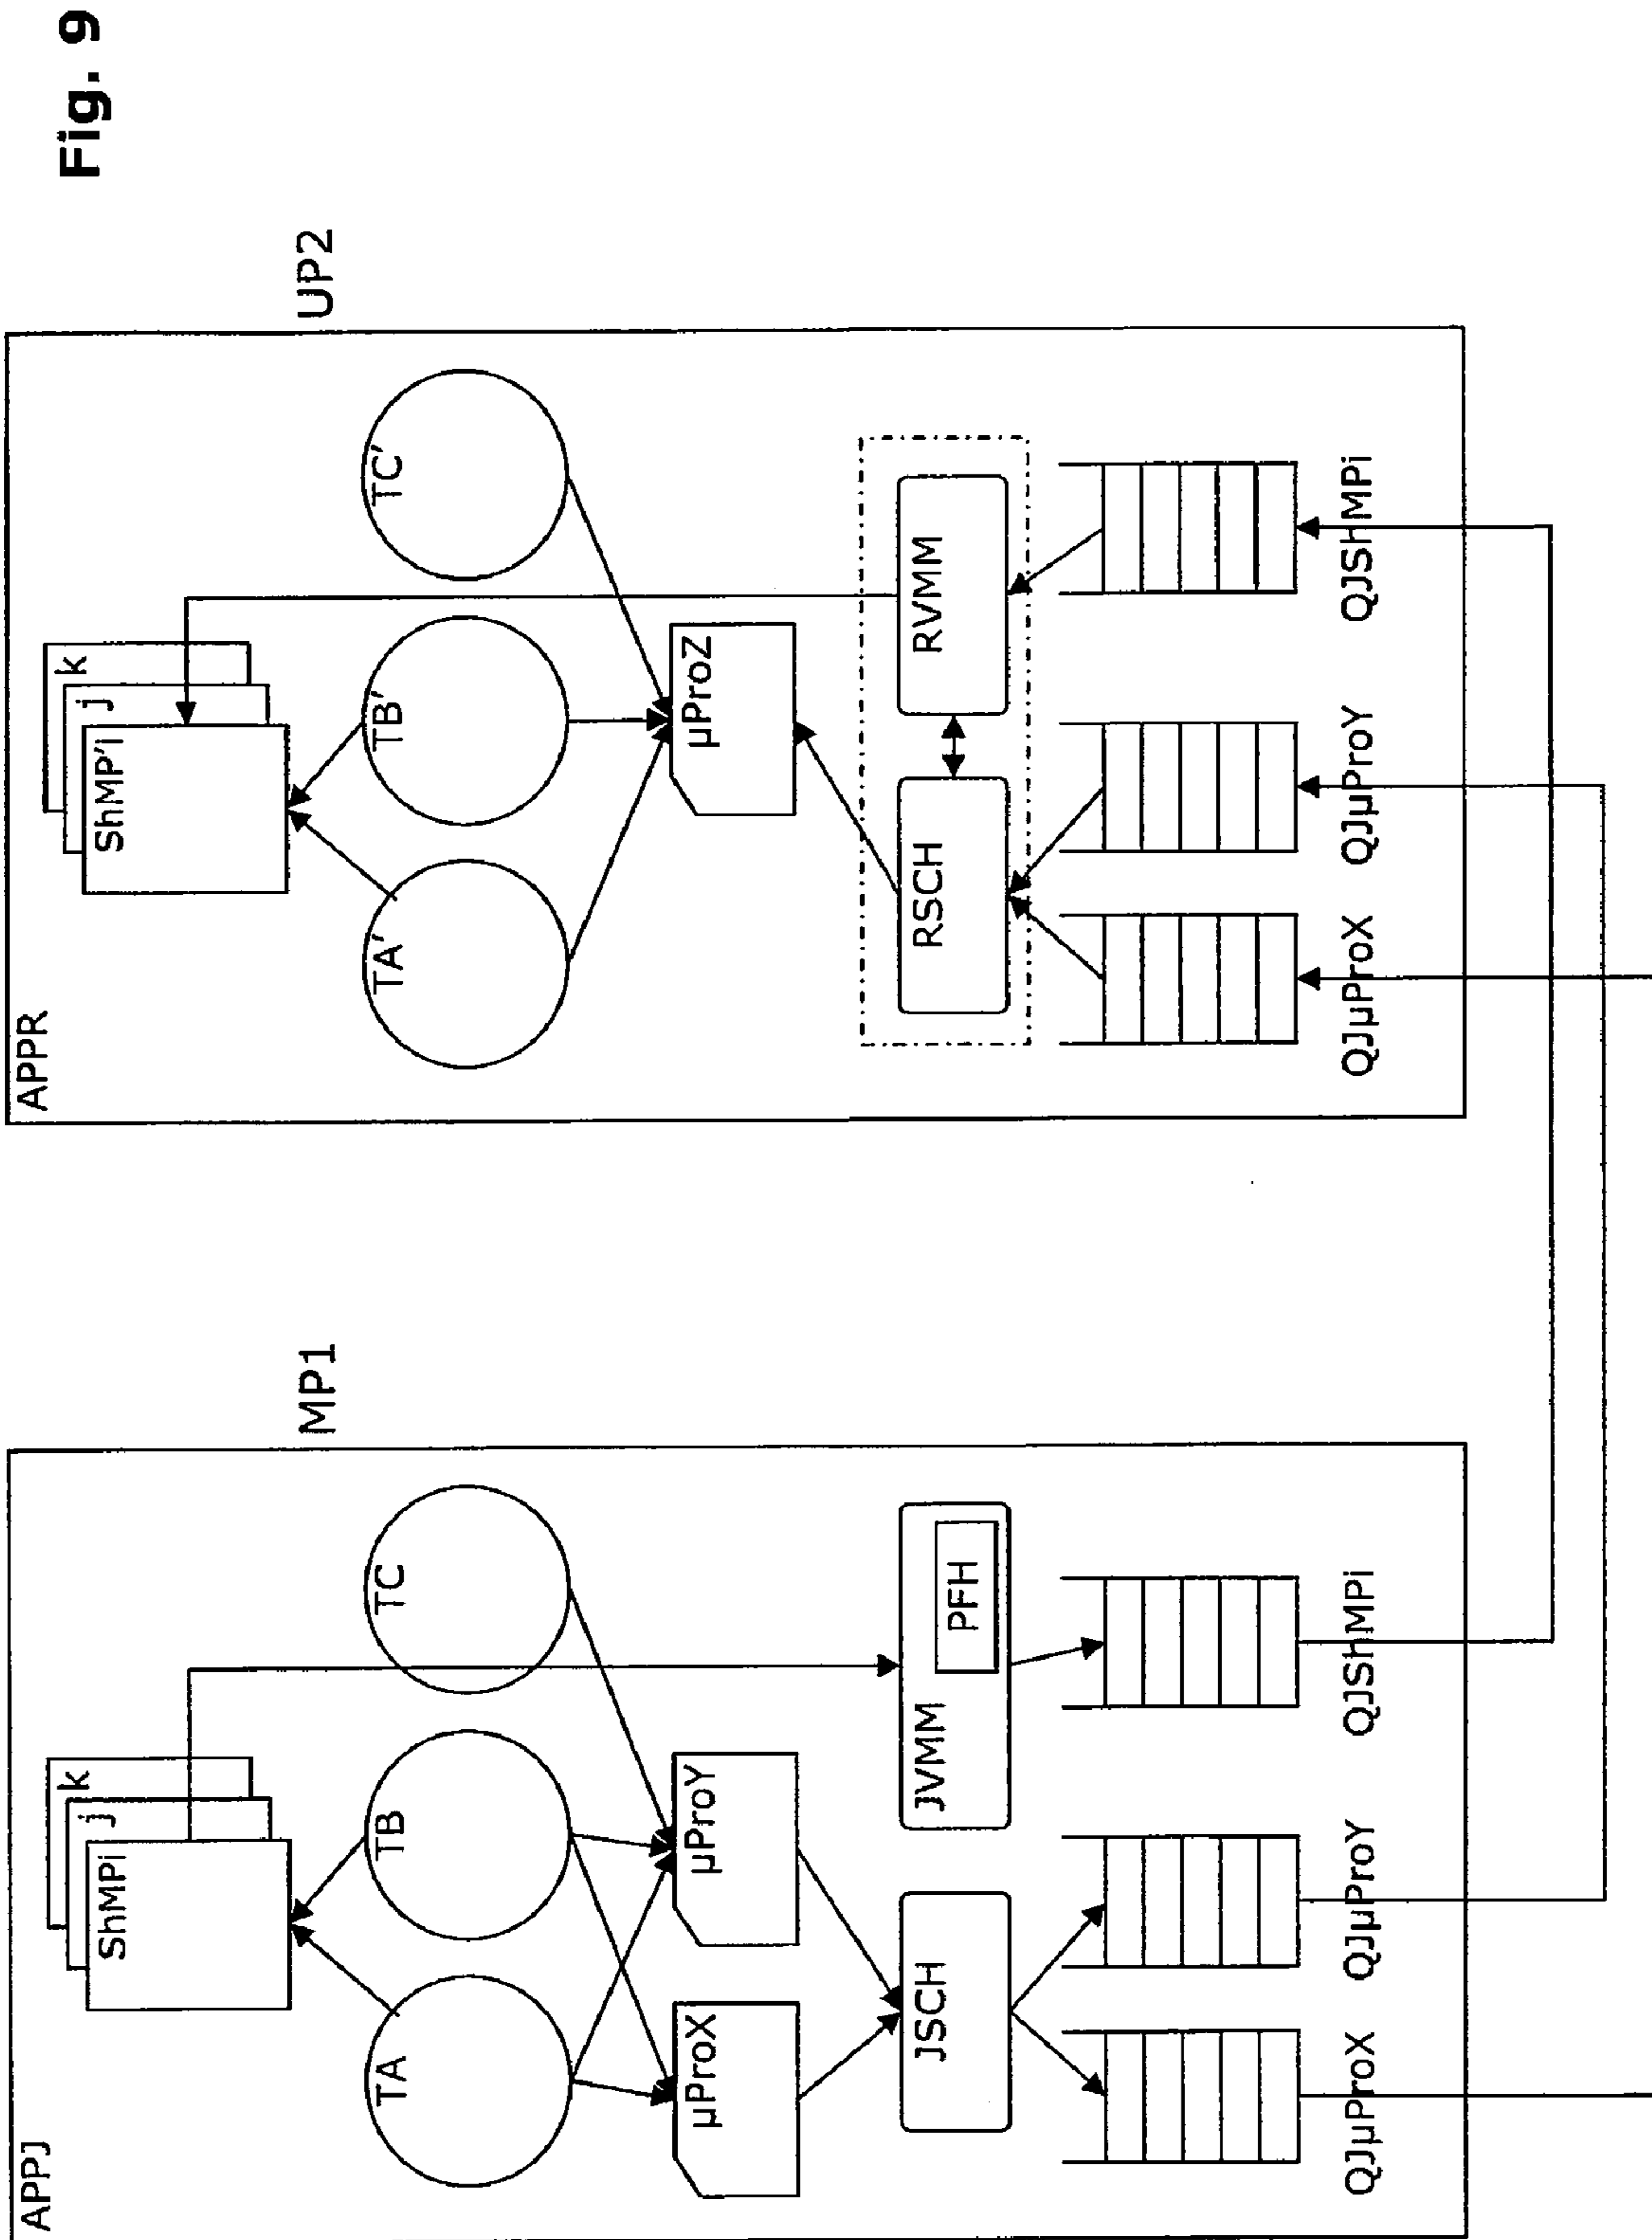 Fig. 9
APPJ
MP1
k
j
ShMPi
TA
TB
TC
µProX
µProY
JSCH
JVMM
PFH
QJµProX
QJµProY
QJShMPi
APPR
UP2
k
j
ShMP'i
TA'
TB'
TC'
µProZ
RSCH
RVMM
QJµProX
QJµProY
QJShMPi